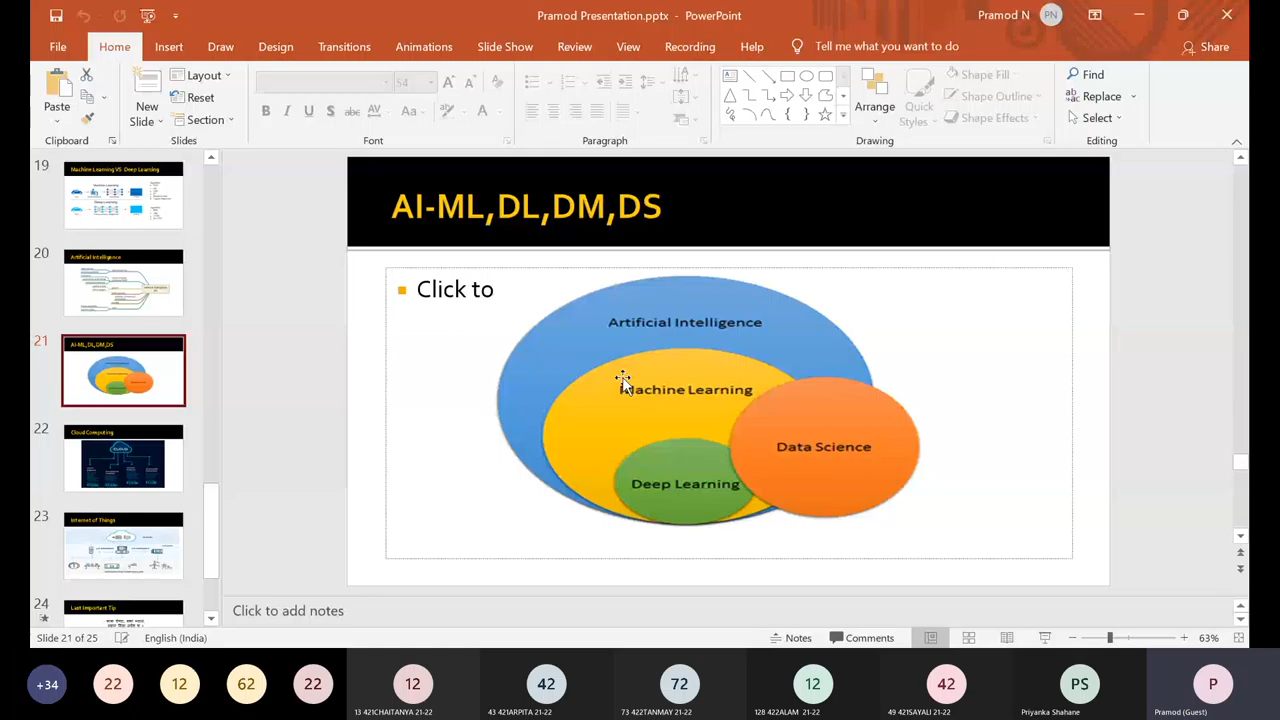 Pramod Presentation.pptx - PowerPoint
Pramod N PN
File Home Insert Draw Design Transitions Animations Slide Show Review View Recording Help Tell me what you want to do Share
Paste
Clipboard
New Slide
Layout
Reset
Section
Slides
54
Font
Paragraph
Arrange
Quick Styles
Shape Fill
Shape Outline
Shape Effects
Drawing
Find
Replace
Select
Editing
19
Machine Learning VS Deep Learning
20
Artificial Intelligence
21
AI-ML,DL,DM,DS
22
Cloud Computing
23
Internet of Things
24
Last Important Tip
AI-ML,DL,DM,DS
Click to
Artificial Intelligence
Machine Learning
Data Science
Deep Learning
Click to add notes
Slide 21 of 25 English (India) Notes Comments 63%
+34 22 12 62 22 12 42 72 12 42 PS P
13 421CHAITANYA 21-22 43 421ARPITA 21-22 73 422TANMAY 21-22 128 422ALAM 21-22 49 421SAYALI 21-22 Priyanka Shahane Pramod (Guest)